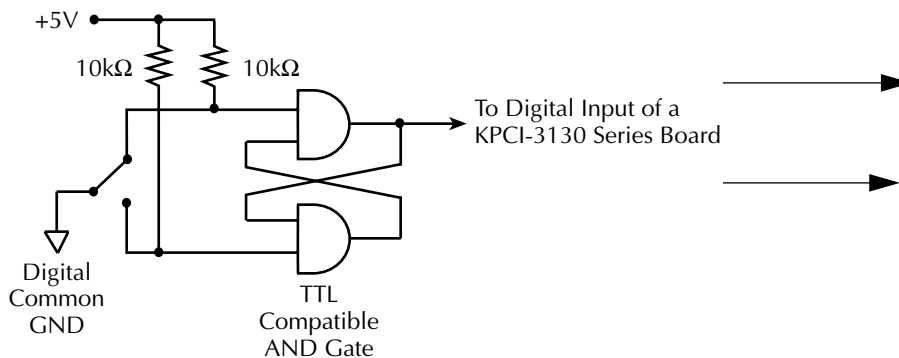 +5V
10kΩ
10kΩ
To Digital Input of a
KPCI-3130 Series Board
Digital
Common
GND
TTL
Compatible
AND Gate